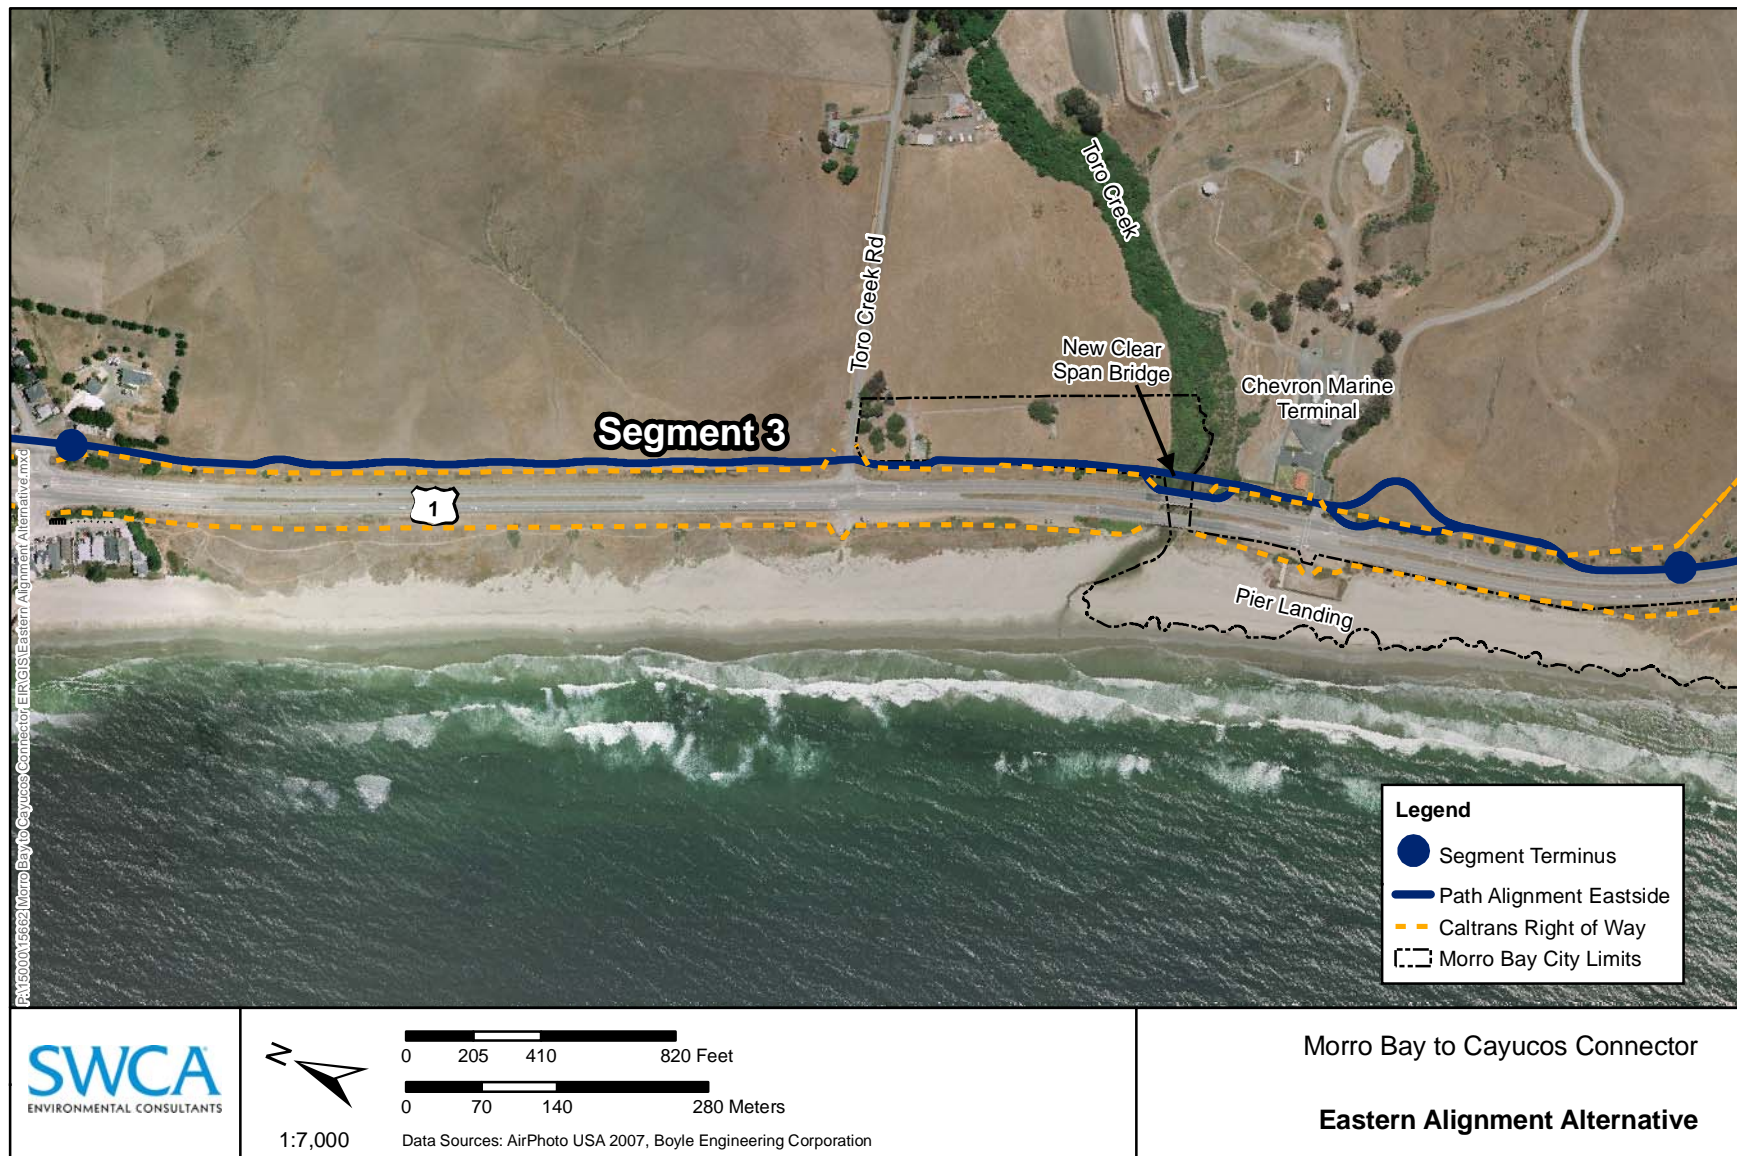 Toro Creek
Toro Creek Rd
New Clear
Span Bridge
Chevron Marine
Terminal
Segment 3
1
Pier Landing
P:\15000\15662 Morro Bay to Cayucos Connector EIR\GIS\Eastern Alignment Alternative.mxd
Legend
Segment Terminus
Path Alignment Eastside
Caltrans Right of Way
Morro Bay City Limits
SWCA
ENVIRONMENTAL CONSULTANTS
N
0 205 410 820 Feet
0 70 140 280 Meters
1:7,000
Data Sources: AirPhoto USA 2007, Boyle Engineering Corporation
Morro Bay to Cayucos Connector
Eastern Alignment Alternative